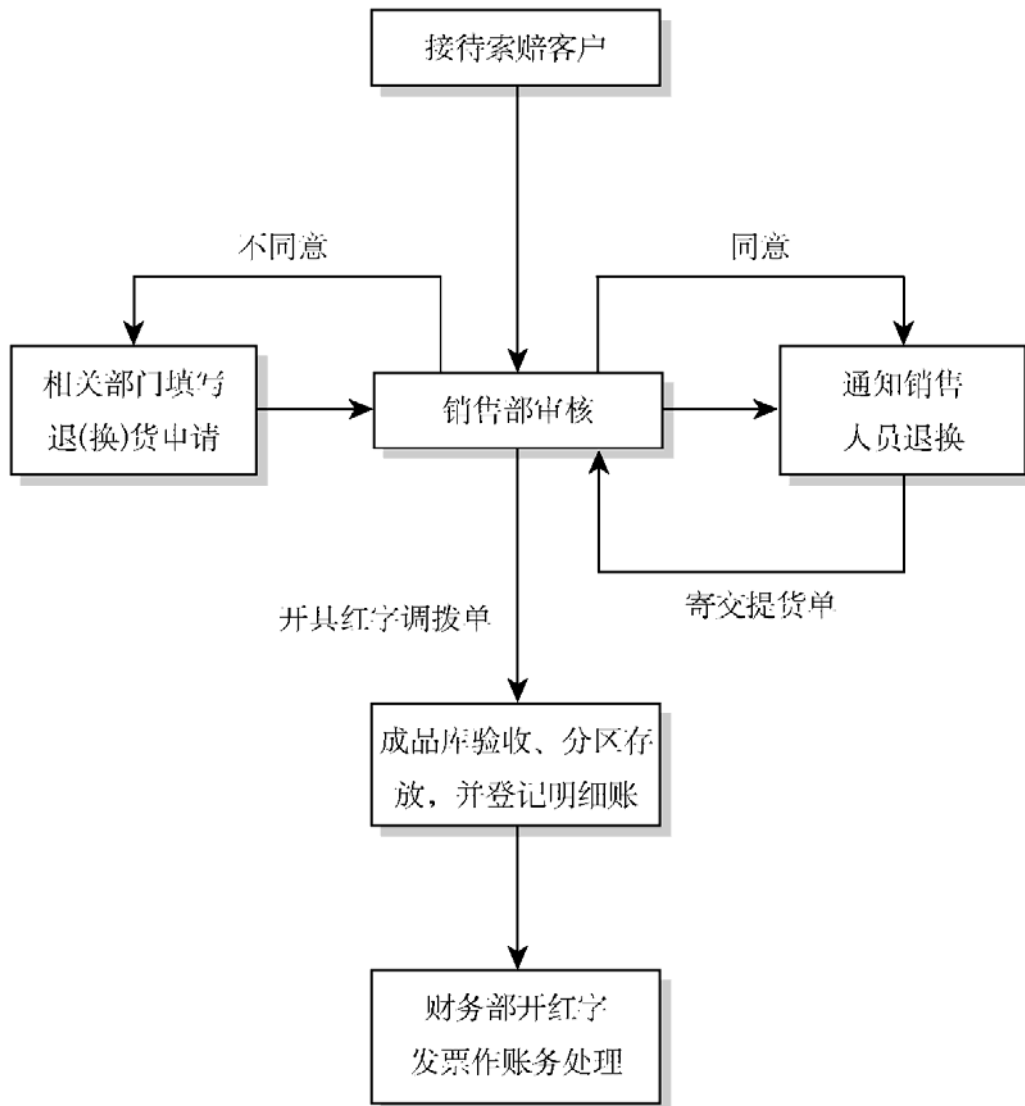 接待索赔客户
不同意
同意
相关部门填写
退(换)货申请
销售部审核
通知销售
人员退换
开具红字调拨单
寄交提货单
成品库验收、分区存
放，并登记明细账
财务部开红字
发票作账务处理